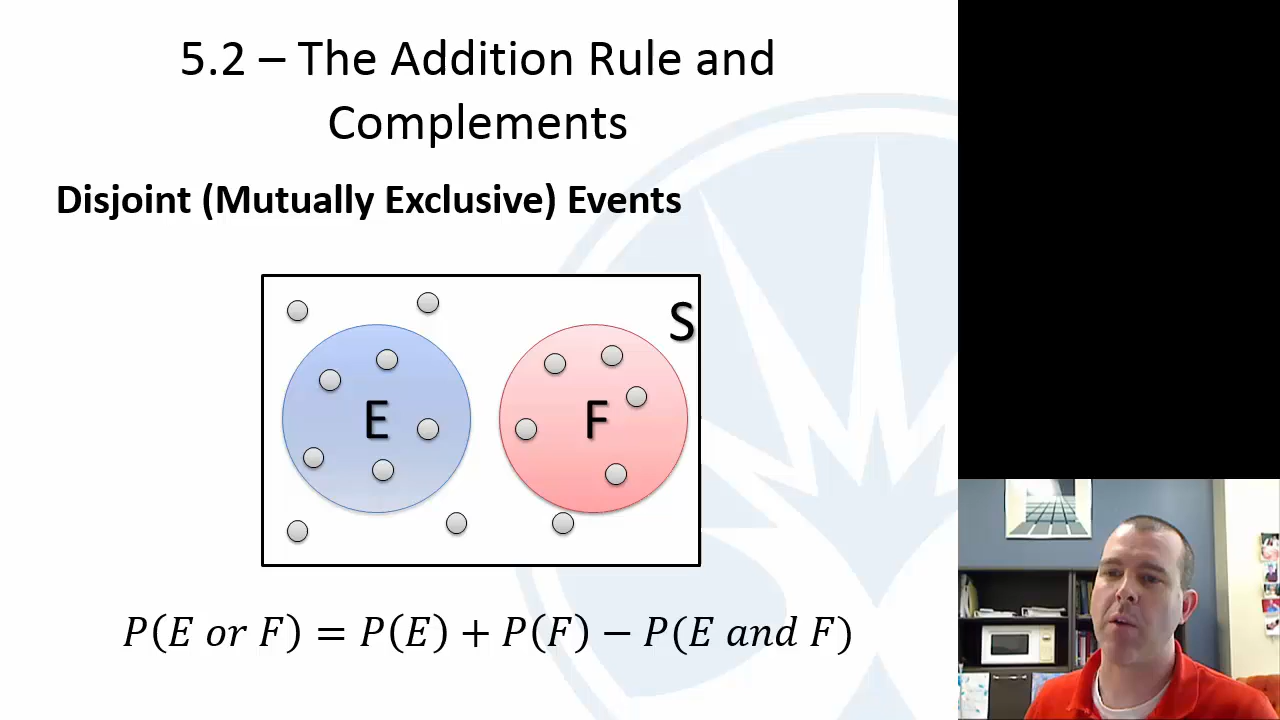 5.2 – The Addition Rule and
Complements
Disjoint (Mutually Exclusive) Events
S
E
F
P(E or F) = P(E) + P(F) − P(E and F)